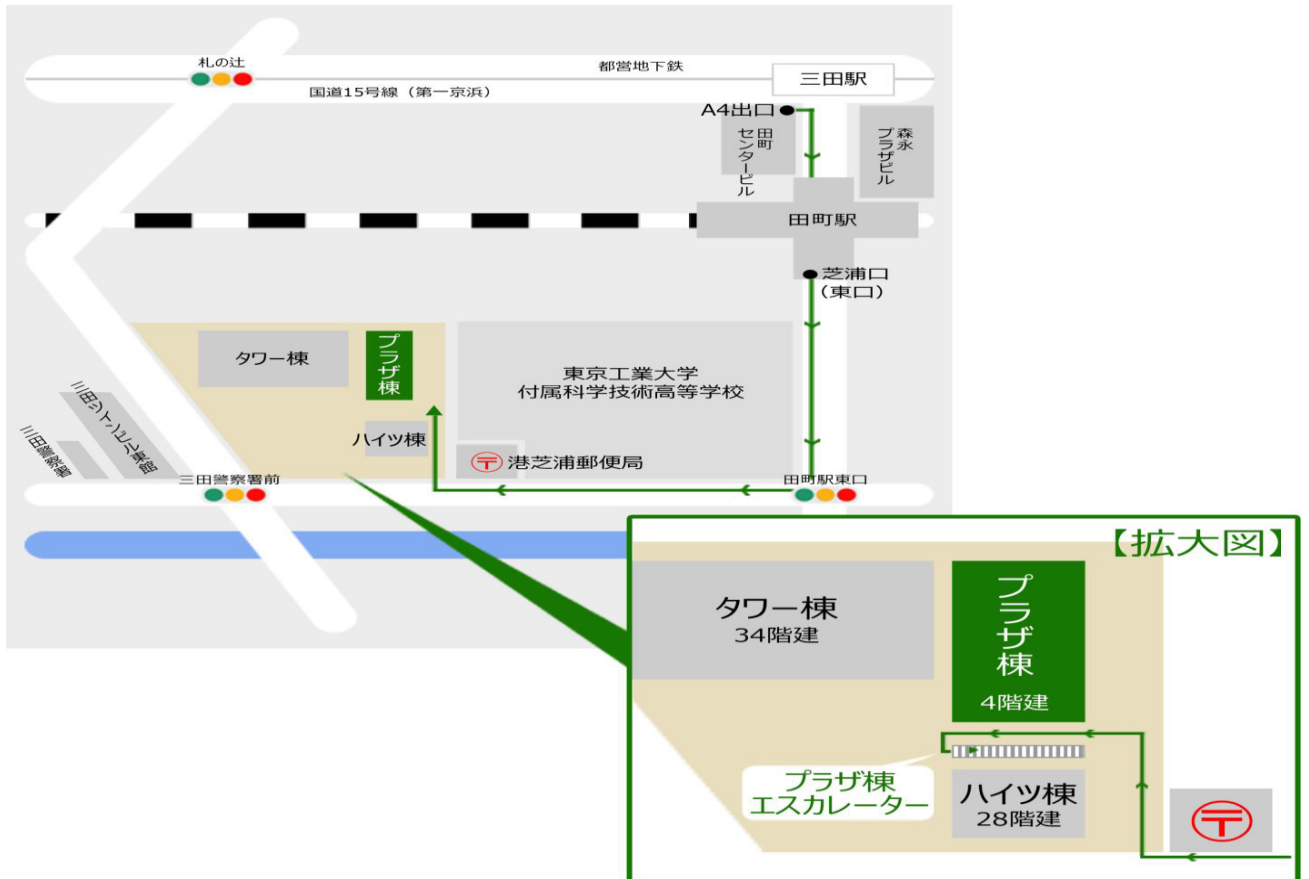 札の辻
都営地下鉄
三田駅
国道15号線（第一京浜）
A4出口
田町
センタービル
森永
プラザビル
田町駅
芝浦口
（東口）
タワー棟
プラザ棟
東京工業大学
付属科学技術高等学校
ハイツ棟
〒
港芝浦郵便局
三田ツインビル東館
三田警察署
三田警察署前
田町駅東口
【拡大図】
タワー棟
34階建
プラザ棟
4階建
プラザ棟
エスカレーター
ハイツ棟
28階建
〒